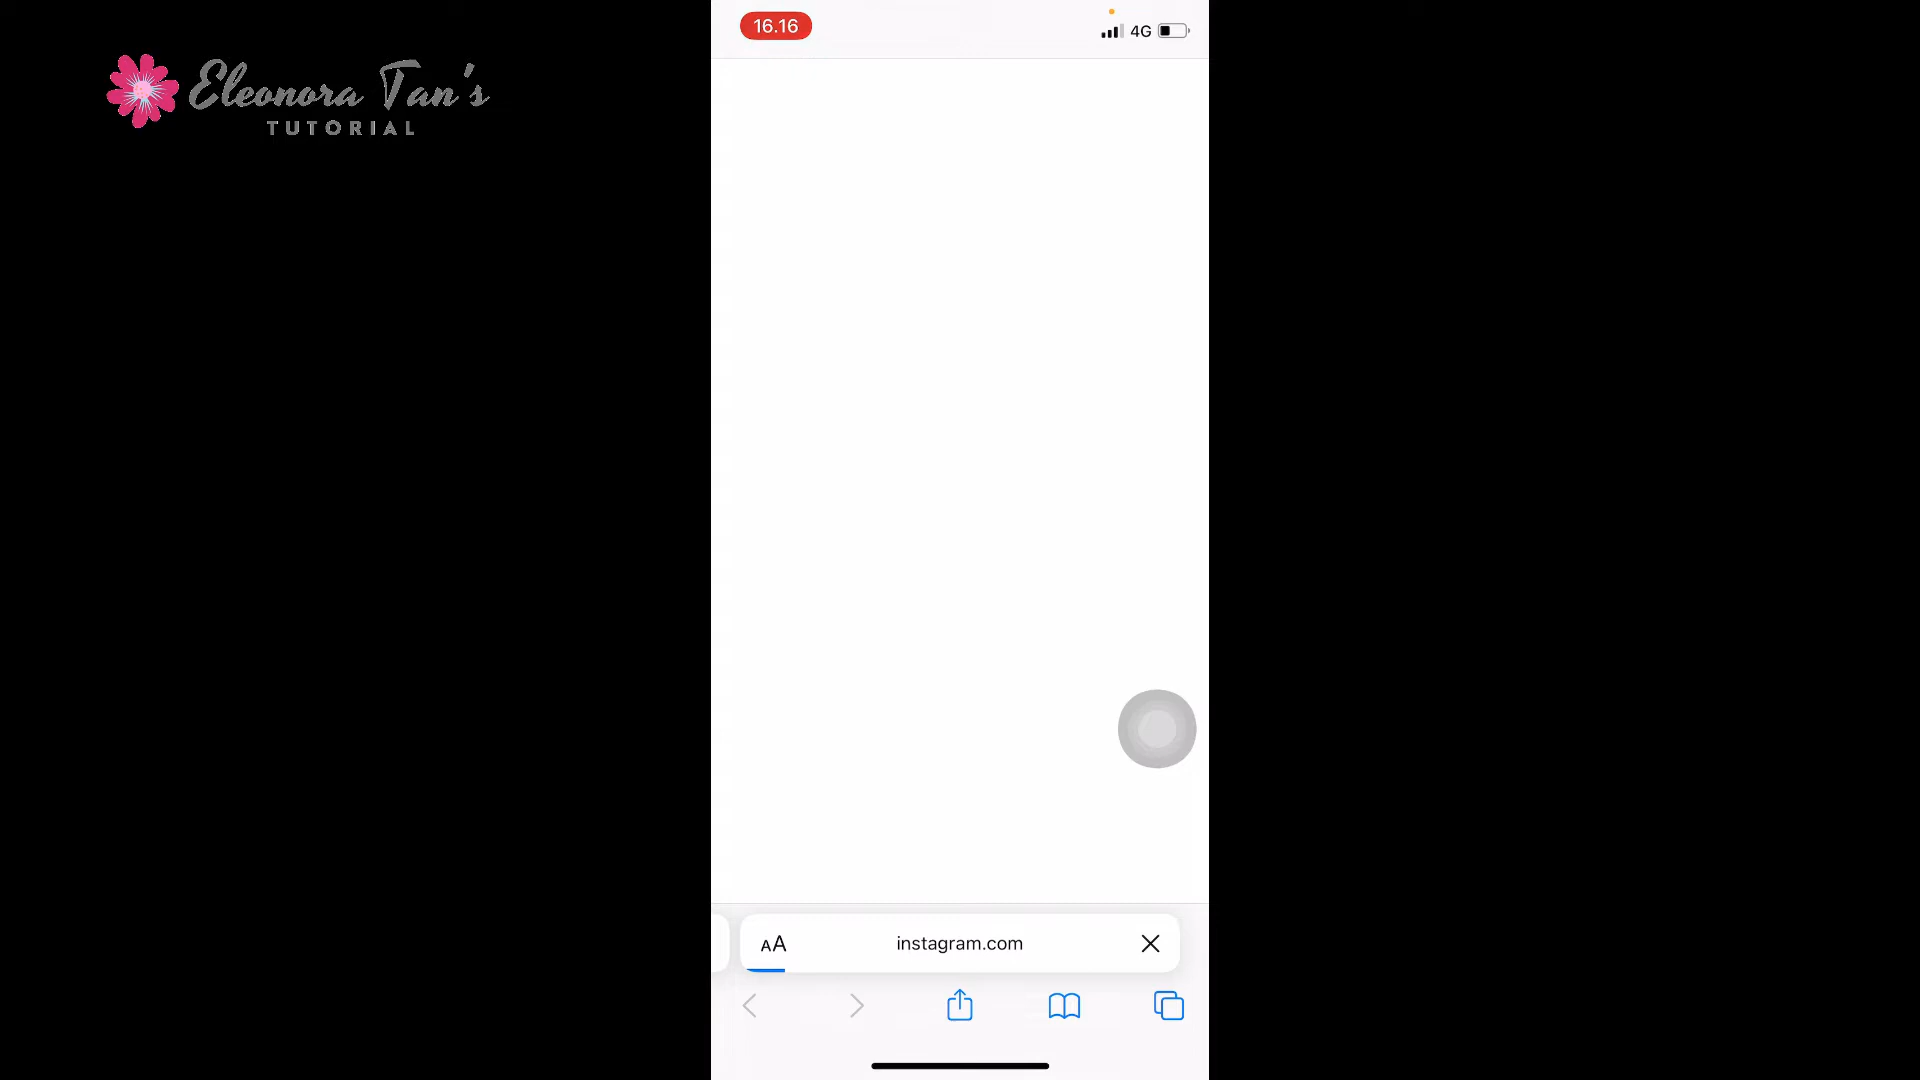 16.16
4G
Eleonora Tan's
TUTORIAL
AA
instagram.com